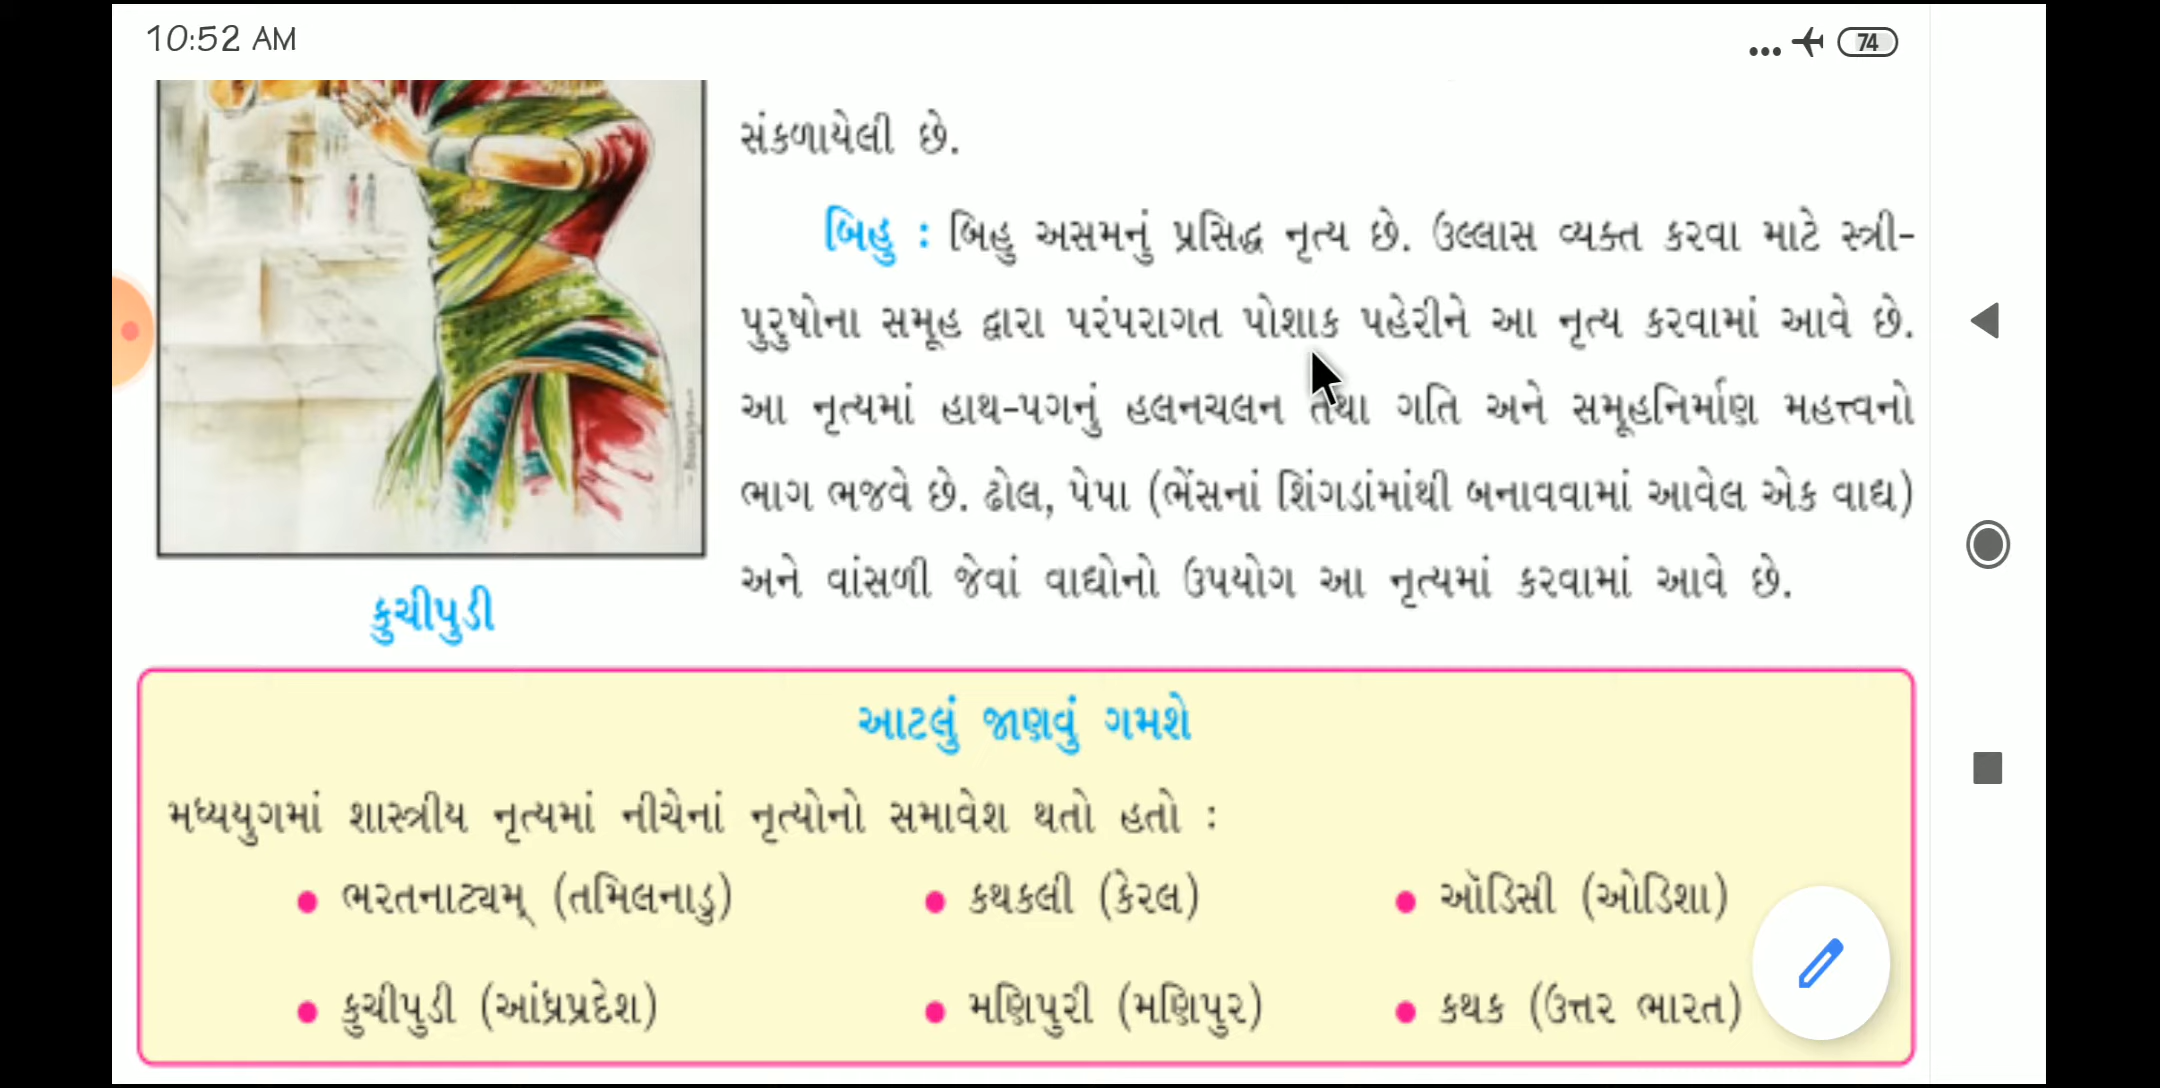 10:52 AM
74
સંકળાયેલી છે.
બિહુ : બિહુ અસમનું પ્રસિદ્ધ નૃત્ય છે. ઉલ્લાસ વ્યક્ત કરવા માટે સ્ત્રી-
પુરુષોના સમૂહ દ્વારા પરંપરાગત પોશાક પહેરીને આ નૃત્ય કરવામાં આવે છે.
આ નૃત્યમાં હાથ-પગનું હલનચલન તથા ગતિ અને સમૂહનિર્માણ મહત્ત્વનો
ભાગ ભજવે છે. ઢોલ, પેપા (ભેંસનાં શિંગડાંમાંથી બનાવવામાં આવેલ એક વાદ્ય)
અને વાંસળી જેવાં વાદ્યોનો ઉપયોગ આ નૃત્યમાં કરવામાં આવે છે.
કુચીપુડી
આટલું જાણવું ગમશે
મધ્યયુગમાં શાસ્ત્રીય નૃત્યમાં નીચેનાં નૃત્યોનો સમાવેશ થતો હતો :
• ભરતનાટ્યમ્ (તમિલનાડુ) • કથકલી (કેરલ) • ઑડિસી (ઓડિશા)
• કુચીપુડી (આંધ્રપ્રદેશ) • મણિપુરી (મણિપુર) • કથક (ઉત્તર ભારત)